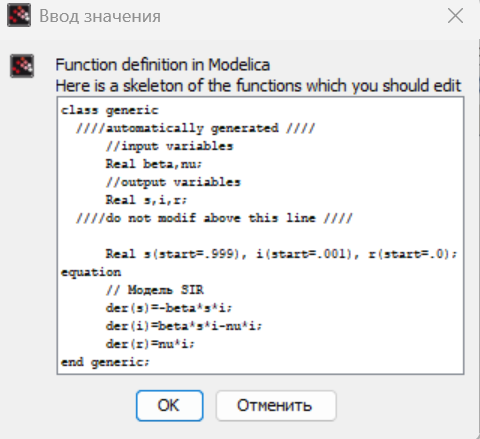 Ввод значения
Function definition in Modelica
Here is a skeleton of the functions which you should edit
class generic
////automatically generated ////
//input variables
Real beta,nu;
//output variables
Real s,i,r;
////do not modif above this line ////
Real s(start=.999), i(start=.001), r(start=.0);
equation
// Модель SIR
der(s)=-beta*s*i;
der(i)=beta*s*i-nu*i;
der(r)=nu*i;
end generic;
OK
Отменить